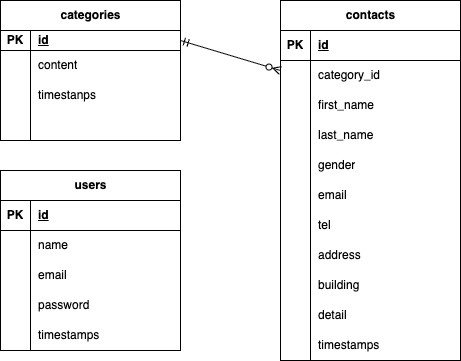 categories
PK id
content
timestanps
users
PK id
name
email
password
timestamps
contacts
PK id
category_id
first_name
last_name
gender
email
tel
address
building
detail
timestamps